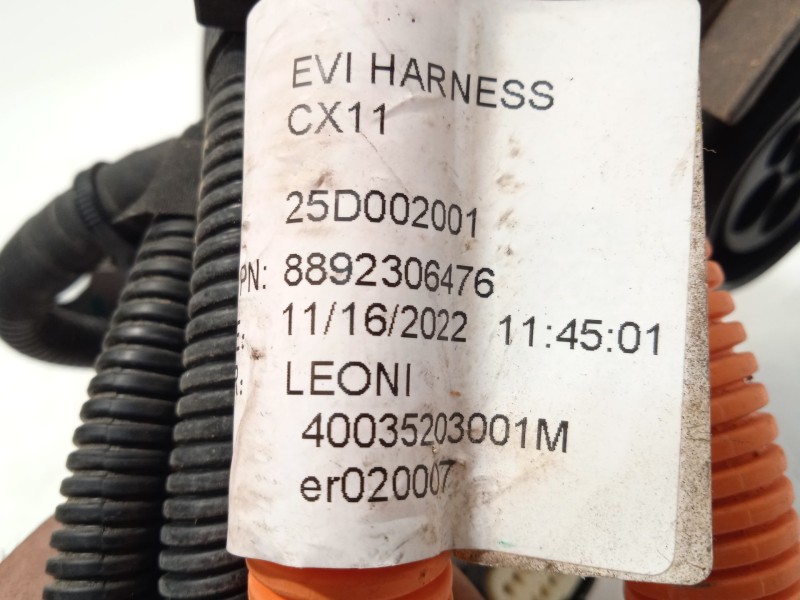 EVI HARNESS
CX11
25D002001
PN: 8892306476
E: 11/16/2022 11:45:01
R: LEONI
40035203001M
er020007